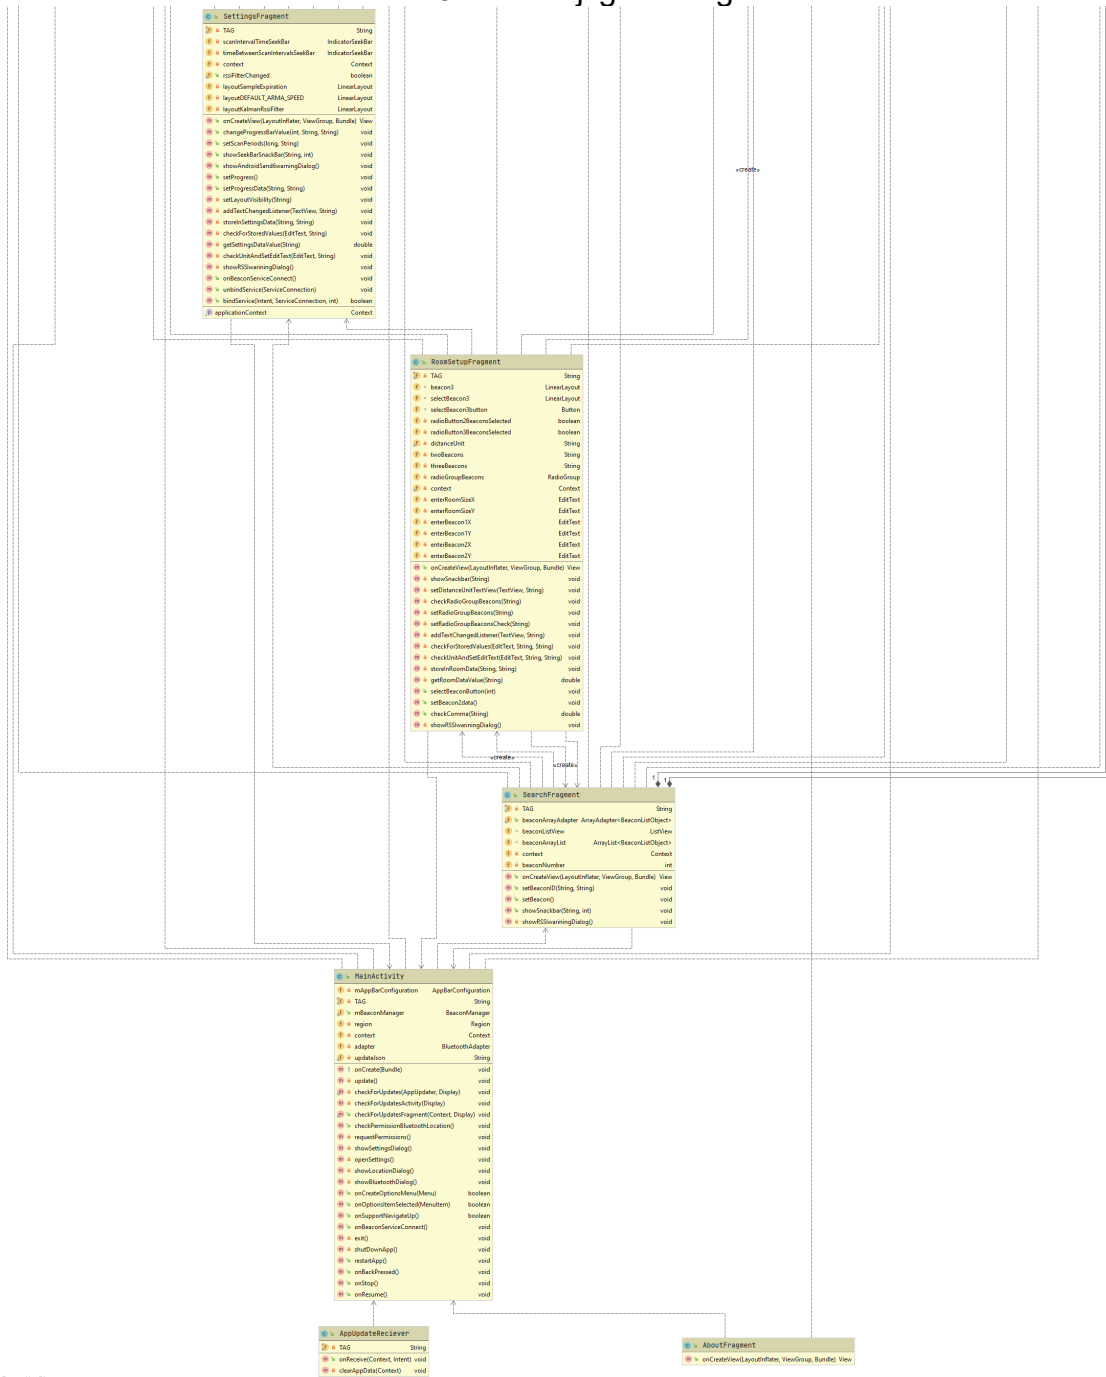 SettingsFragment
TAG String
scanIntervalTimeSeekBar IndicatorSeekBar
timeBetweenScanIntervalsSeekBar IndicatorSeekBar
context Context
rssiFilterChanged boolean
layoutSampleExpiration LinearLayout
layoutDEFAULT_ARMA_SPEED LinearLayout
layoutKalmanRssiFilter LinearLayout
onCreateView(LayoutInflater, ViewGroup, Bundle) View
changeProgressBarValue(int, String, String) void
setScanPeriods(long, String) void
showSeekBarSnackBar(String, int) void
showAndroid5and6warningDialog() void
setProgress() void
setProgressData(String, String) void
setLayoutVisibility(String) void
addTextChangedListener(TextView, String) void
storeInSettingsData(String, String) void
checkForStoredValues(EditText, String) void
getSettingsDataValue(String) double
checkUnitAndSetEditText(EditText, String) void
showRSSIwariningDialog() void
onBeaconServiceConnect() void
unbindService(ServiceConnection) void
bindService(Intent, ServiceConnection, int) boolean
applicationContext Context
«create»
RoomSetupFragment
TAG String
beacon3 LinearLayout
selectBeacon3 LinearLayout
selectBeacon3button Button
radioButton2BeaconsSelected boolean
radioButton3BeaconsSelected boolean
distanceUnit String
twoBeacons String
threeBeacons String
radioGroupBeacons RadioGroup
context Context
enterRoomSizeX EditText
enterRoomSizeY EditText
enterBeacon1X EditText
enterBeacon1Y EditText
enterBeacon2X EditText
enterBeacon2Y EditText
onCreateView(LayoutInflater, ViewGroup, Bundle) View
showSnackbar(String) void
setDistanceUnitTextView(TextView, String) void
checkRadioGroupBeacons(String) void
setRadioGroupBeacons(String) void
setRadioGroupBeaconsCheck(String) void
addTextChangedListener(TextView, String) void
checkForStoredValues(EditText, String, String) void
checkUnitAndSetEditText(EditText, String, String) void
storeInRoomData(String, String) void
getRoomDataValue(String) double
selectBeaconButton(int) void
setBeacon2data() void
checkComma(String) double
showRSSIwariningDialog() void
«create»
«create»
1 1
SearchFragment
TAG String
beaconArrayAdapter ArrayAdapter<BeaconListObject>
beaconListView ListView
beaconArrayList ArrayList<BeaconListObject>
context Context
beaconNumber int
onCreateView(LayoutInflater, ViewGroup, Bundle) View
setBeaconID(String, String) void
setBeacon() void
showSnackbar(String, int) void
showRSSIwariningDialog() void
MainActivity
mAppBarConfiguration AppBarConfiguration
TAG String
mBeaconManager BeaconManager
region Region
context Context
adapter BluetoothAdapter
updateJson String
onCreate(Bundle) void
update() void
checkForUpdates(AppUpdater, Display) void
checkForUpdatesActivity(Display) void
checkForUpdatesFragment(Context, Display) void
checkPermissionBluetoothLocation() void
requestPermissions() void
showSettingsDialog() void
openSettings() void
showLocationDialog() void
showBluetoothDialog() void
onCreateOptionsMenu(Menu) boolean
onOptionsItemSelected(MenuItem) boolean
onSupportNavigateUp() boolean
onBeaconServiceConnect() void
exit() void
shutDownApp() void
restartApp() void
onBackPressed() void
onStop() void
onResume() void
AppUpdateReciever
TAG String
onReceive(Context, Intent) void
clearAppData(Context) void
AboutFragment
onCreateView(LayoutInflater, ViewGroup, Bundle) View